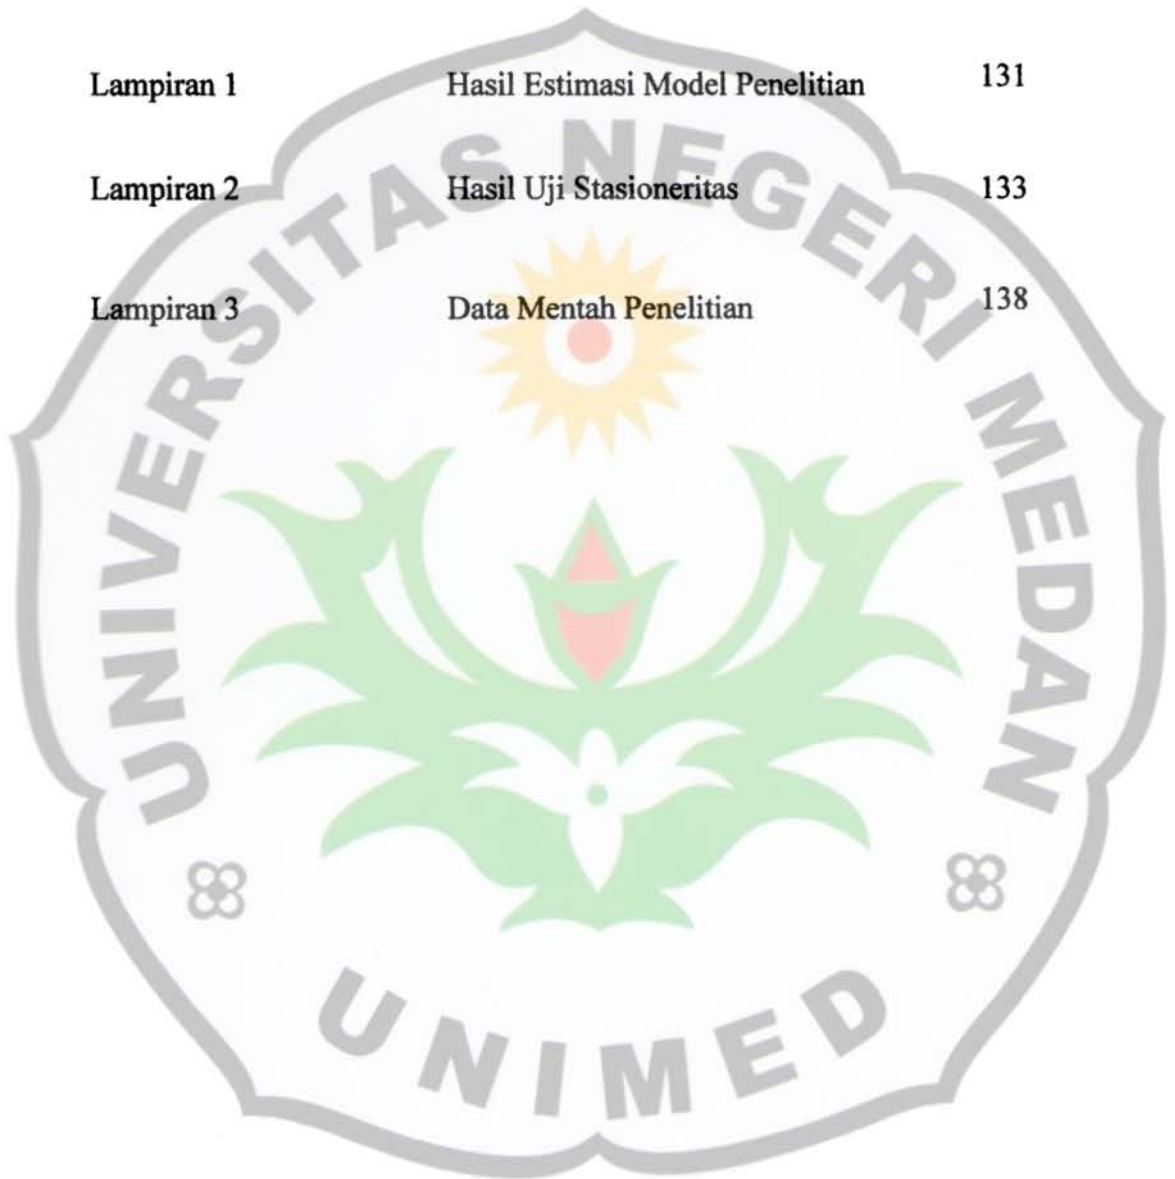 Lampiran 1 Hasil Estimasi Model Penelitian 131
Lampiran 2 Hasil Uji Stasioneritas 133
Lampiran 3 Data Mentah Penelitian 138
UNIVERSITAS NEGERI MEDAN
UNIMED